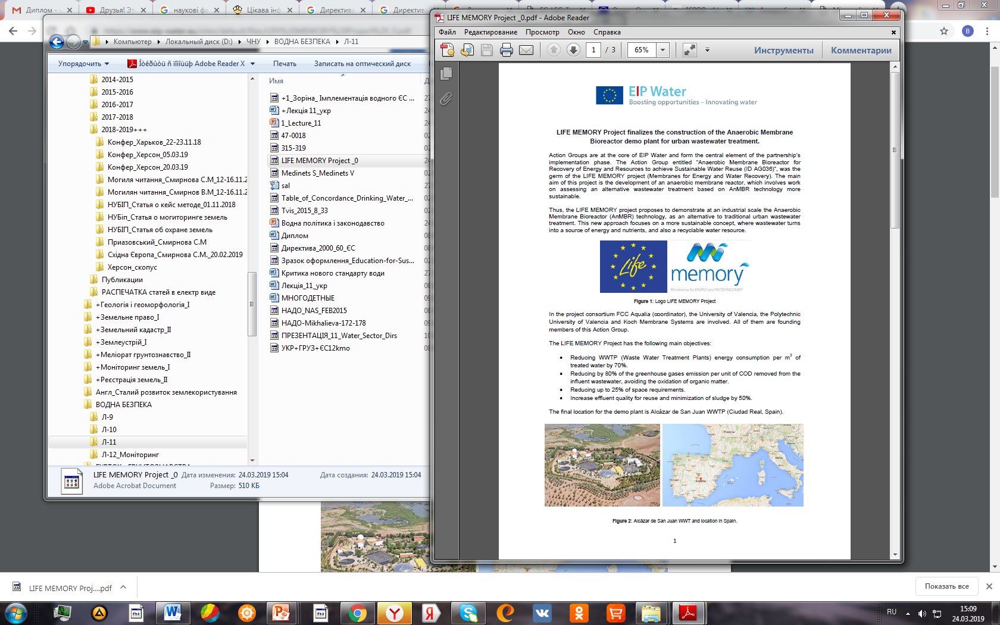 Диплом - 
Друзья! Эт
наукові фа
Цікава інф
Директива
Директива
LIFE MEMORY Project _0.pdf - Adobe Reader
Файл Редактирование Просмотр Окно Справка
1 / 3 65% Инструменты Комментарии
Компьютер Локальный диск (D:) ЧНУ ВОДНА БЕЗПЕКА Л-11
Упорядочить Adobe Reader X Печать Записать на оптический диск
2014-2015
2015-2016
2016-2017
2017-2018
2018-2019+++
Конфер_Харьков_22-23.11.18
Конфер_Херсон_05.03.19
Конфер_Херсон_20.03.19
Могиля читання_Смирнова С.М_12-16.11.2
Могилян читання_Смирнов В.М_12-16.11.2
НУБІП_Статья о кейс методе_01.11.2018
НУБіп_Статья о могиторинге земель
НУБІП_Статья об охране земель
Приазовський_Смирнова С.М
Східна Європа_Смирнова С.М._20.02.2019
Херсон_скопус
Публикации
РАСПЕЧАТКА статей в електр виде
+Геологія і геоморфологія_І
+Земельне право_І
+Земельний кадастр_ІІ
+Землеустрій_І
+Меліорат грунтознавство_ІІ
+Моніторинг земель_І
+Реєстрація земель_ІІ
Англ_Сталий розвиток землекористування
ВОДНА БЕЗПЕКА
Л-9
Л-10
Л-11
Л-12_Моніторинг
Имя
+1_Зоріна_ Імплементація водного ЄС ...
+Лекція 11_укр
1_Lecture_11
47-0018
315-319
LIFE MEMORY Project _0
Medinets S_Medinets V
sal
Table_of_Concordance_Drinking_Water_...
Tvis_2015_8_33
Водна політика і законодавство
Диплом
Директива_2000_60_ЄС
Зразок оформлення_Education-for-Sus...
Критика нового стандарту води
Лекція_11_укр
МНОГОДЕТНЫЕ
НАДО_NAS_FEB2015
НАДО-Mikhalieva-172-178
ПРЕЗЕНТАЦІЯ_11_Water_Sector_Dirs
УКР+ГРУЗ+ЄС12kmo
LIFE MEMORY Project _0 Дата изменения: 24.03.2019 15:04 Дата создания: 24.03.2019 15:04
Adobe Acrobat Document Размер: 510 КБ
EIP Water
Boosting opportunities – Innovating water
LIFE MEMORY Project finalizes the construction of the Anaerobic Membrane
Bioreactor demo plant for urban wastewater treatment.
Action Groups are at the core of EIP Water and form the central element of the partnership's
implementation phase. The Action Group entitled "Anaerobic Membrane Bioreactor for
Recovery of Energy and Resources to achieve Sustainable Water Reuse (ID AG036)", was the
germ of the LIFE MEMORY project (Membranes for Energy and Water Recovery). The main
aim of this project is the development of an anaerobic membrane reactor, which involves work
on assessing an alternative wastewater treatment based on AnMBR technology more
sustainable.
Thus, the LIFE MEMORY project proposes to demonstrate at an industrial scale the Anaerobic
Membrane Bioreactor (AnMBR) technology, as an alternative to traditional urban wastewater
treatment. This new approach focuses on a more sustainable concept, where wastewater turns
into a source of energy and nutrients, and also a recyclable water resource.
Life
memory
Membranes for ENERGY and WATER RECOVERY
Figure 1: Logo LIFE MEMORY Project
In the project consortium FCC Aqualia (coordinator), the University of Valencia, the Polytechnic
University of Valencia and Koch Membrane Systems are involved. All of them are founding
members of this Action Group.
The LIFE MEMORY Project has the following main objectives:
• Reducing WWTP (Waste Water Treatment Plants) energy consumption per m³ of
treated water by 70%.
• Reducing by 80% of the greenhouse gases emission per unit of COD removed from the
influent wastewater, avoiding the oxidation of organic matter.
• Reducing up to 25% of space requirements.
• Increase effluent quality for reuse and minimization of sludge by 50%.
The final location for the demo plant is Alcázar de San Juan WWTP (Ciudad Real, Spain).
Italia
España
Figure 2: Alcázar de San Juan WWT and location in Spain.
1
LIFE MEMORY Proj....pdf
Показать все
RU
15:09
24.03.2019